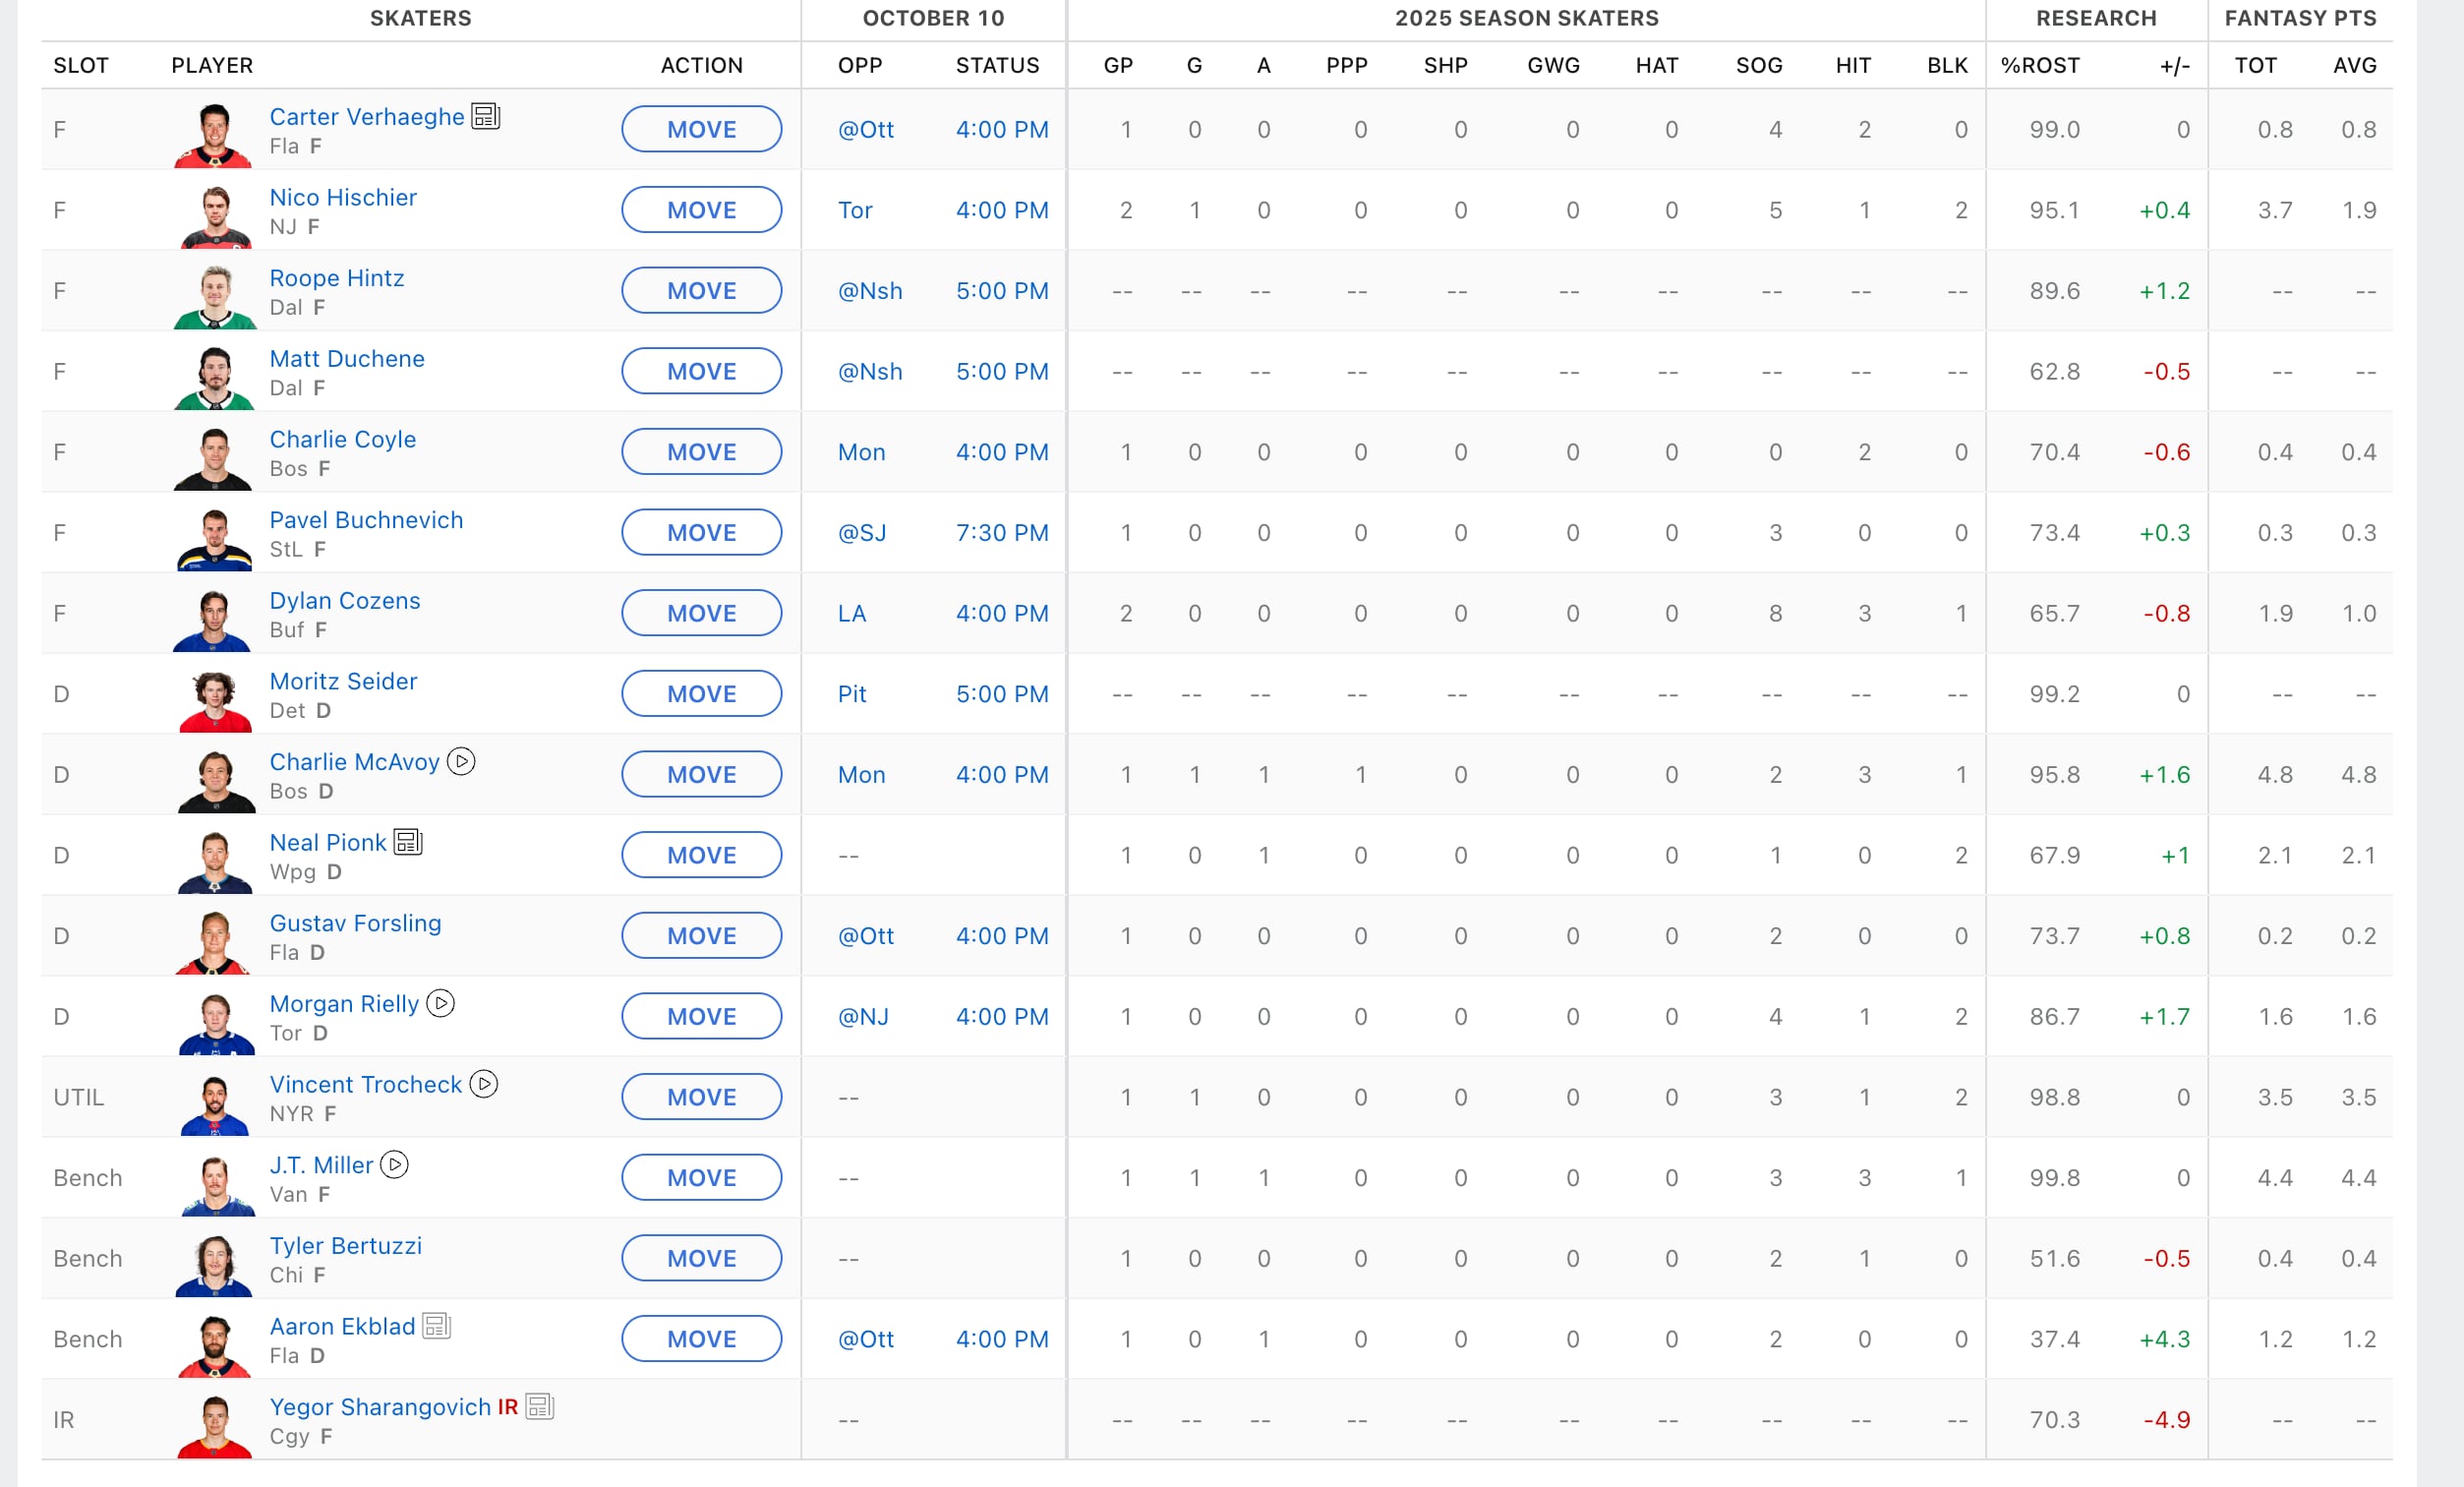 SKATERS OCTOBER 10 2025 SEASON SKATERS RESEARCH FANTASY PTS
SLOT PLAYER ACTION OPP STATUS GP G A PPP SHP GWG HAT SOG HIT BLK %ROST +/- TOT AVG
F Carter Verhaeghe MOVE @Ott 4:00 PM 1 0 0 0 0 0 0 4 2 0 99.0 0 0.8 0.8
Fla F
F Nico Hischier MOVE Tor 4:00 PM 2 1 0 0 0 0 0 5 1 2 95.1 +0.4 3.7 1.9
NJ F
F Roope Hintz MOVE @Nsh 5:00 PM -- -- -- -- -- -- -- -- -- -- 89.6 +1.2 -- --
Dal F
F Matt Duchene MOVE @Nsh 5:00 PM -- -- -- -- -- -- -- -- -- -- 62.8 -0.5 -- --
Dal F
F Charlie Coyle MOVE Mon 4:00 PM 1 0 0 0 0 0 0 0 2 0 70.4 -0.6 0.4 0.4
Bos F
F Pavel Buchnevich MOVE @SJ 7:30 PM 1 0 0 0 0 0 0 3 0 0 73.4 +0.3 0.3 0.3
StL F
F Dylan Cozens MOVE LA 4:00 PM 2 0 0 0 0 0 0 8 3 1 65.7 -0.8 1.9 1.0
Buf F
D Moritz Seider MOVE Pit 5:00 PM -- -- -- -- -- -- -- -- -- -- 99.2 0 -- --
Det D
D Charlie McAvoy MOVE Mon 4:00 PM 1 1 1 1 0 0 0 2 3 1 95.8 +1.6 4.8 4.8
Bos D
D Neal Pionk MOVE -- 1 0 1 0 0 0 0 1 0 2 67.9 +1 2.1 2.1
Wpg D
D Gustav Forsling MOVE @Ott 4:00 PM 1 0 0 0 0 0 0 2 0 0 73.7 +0.8 0.2 0.2
Fla D
D Morgan Rielly MOVE @NJ 4:00 PM 1 0 0 0 0 0 0 4 1 2 86.7 +1.7 1.6 1.6
Tor D
UTIL Vincent Trocheck MOVE -- 1 1 0 0 0 0 0 3 1 2 98.8 0 3.5 3.5
NYR F
Bench J.T. Miller MOVE -- 1 1 1 0 0 0 0 3 3 1 99.8 0 4.4 4.4
Van F
Bench Tyler Bertuzzi MOVE -- 1 0 0 0 0 0 0 2 1 0 51.6 -0.5 0.4 0.4
Chi F
Bench Aaron Ekblad MOVE @Ott 4:00 PM 1 0 1 0 0 0 0 2 0 0 37.4 +4.3 1.2 1.2
Fla D
IR Yegor Sharangovich IR MOVE -- -- -- -- -- -- -- -- -- -- -- 70.3 -4.9 -- --
Cgy F